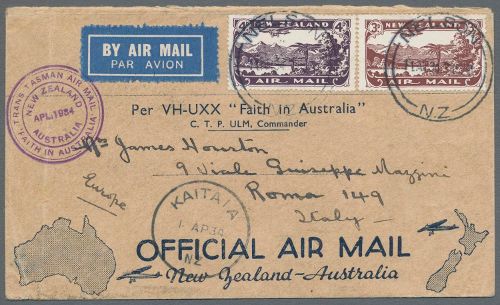 BY AIR MAIL
PAR AVION
NEW ZEALAND
AIR MAIL
NEW ZEALAND
AIR MAIL
N.Z.
TRANS TASMAN AIR MAIL
NEW ZEALAND
APL. 1934
AUSTRALIA
"FAITH IN AUSTRALIA"
Per VH-UXX "Faith in Australia"
C. T. P. ULM, Commander
James Hourton
9 Viale Giuseppe Mazzini
Roma 149
Italy
Europe
KAITAIA
AP 34
N.Z.
OFFICIAL AIR MAIL
New Zealand-Australia